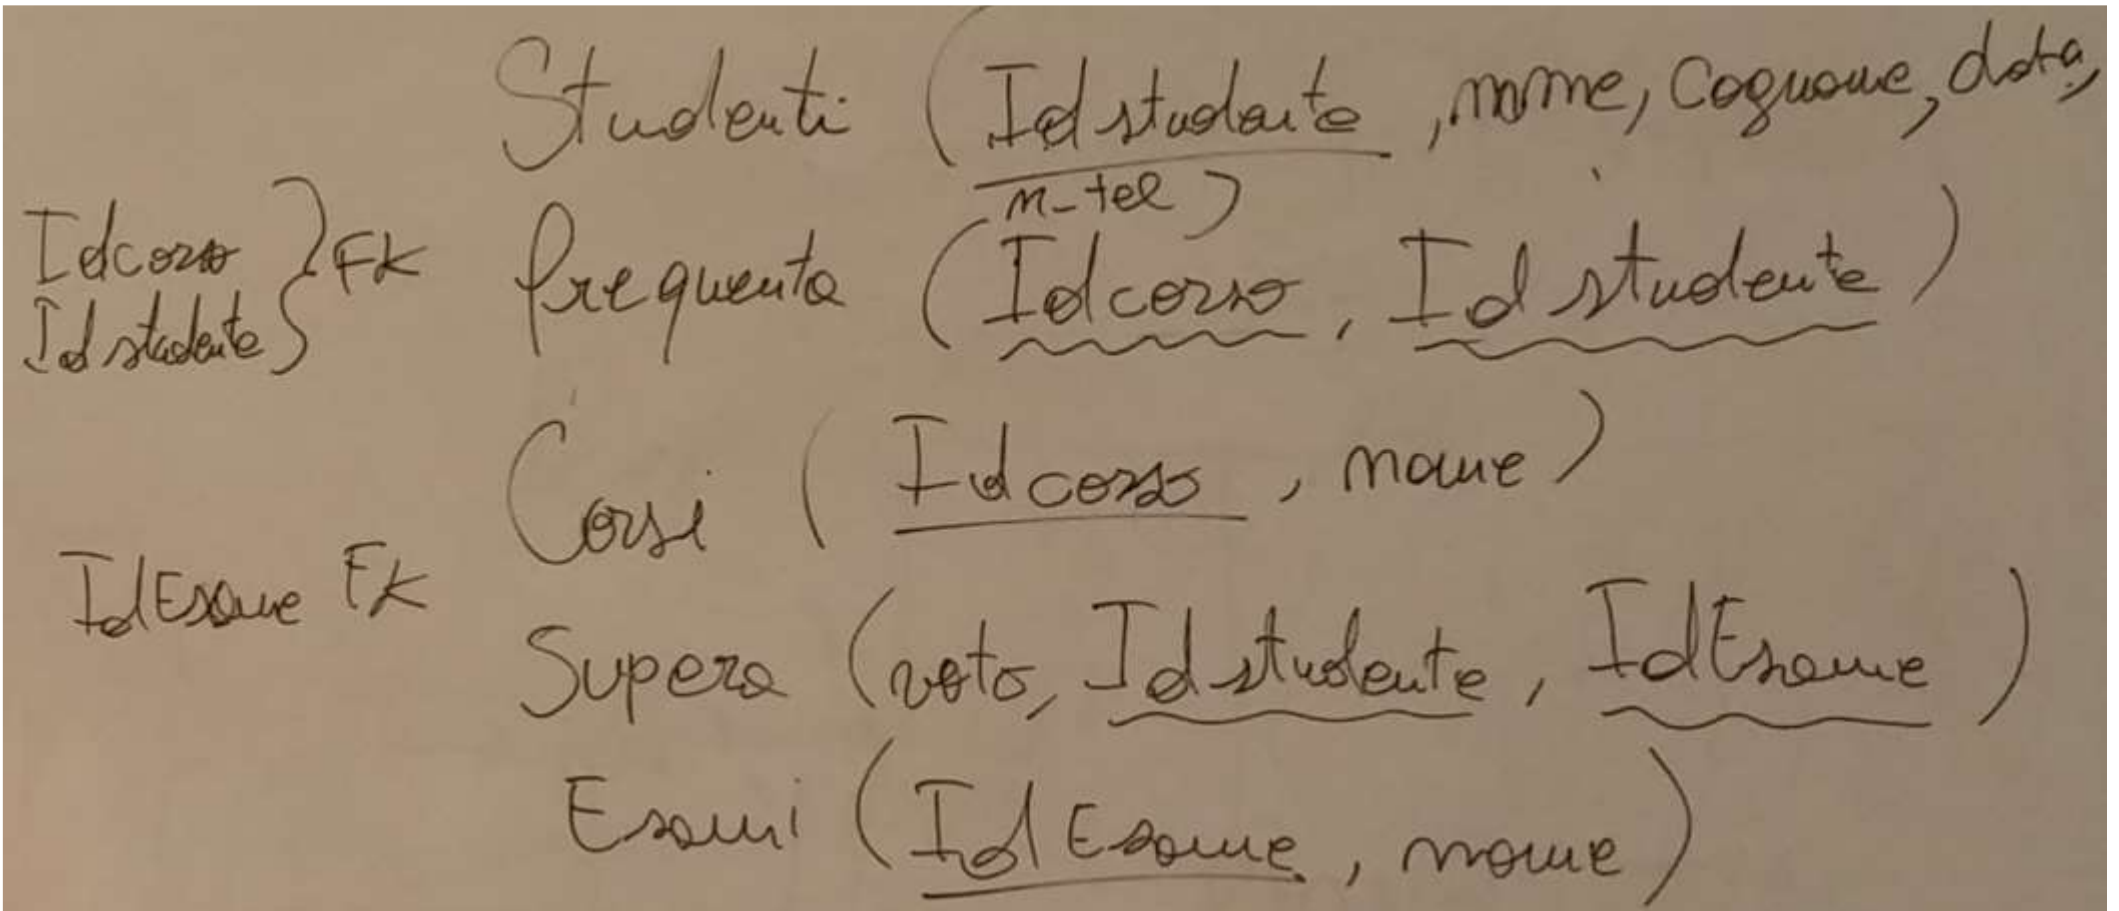 Studenti (Idstudente, nome, Cognome, data,
n-tel)
Idcorso } FK frequenta (Idcorso, Idstudente)
Idstudente
Corsi (Idcorso, nome)
IdEsame FK
Supera (voto, Idstudente, IdEsame)
Esami (IdEsame, nome)